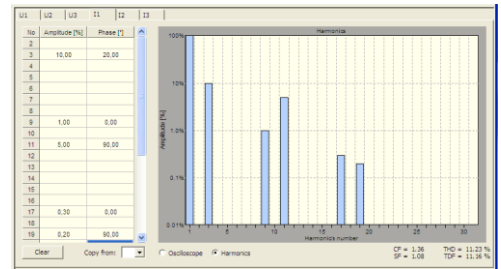 U1 U2 U3 I1 I2 I3
No Amplitude [%] Phase [°]
2
3 10,00 20,00
4
5
6
7
8
9 1,00 0,00
10
11 5,00 90,00
12
13
14
15
16
17 0,30 0,00
18
19 0,20 90,00
Clear Copy from:
Harmonics
Amplitude [%]
100%
10%
1.0%
0.1%
0.01%
1 5 10 15 20 25 30
Harmonics number
Oscilloscope Harmonics
CF = 1.36 THD = 11.23 %
SF = 1.08 TDF = 11.16 %